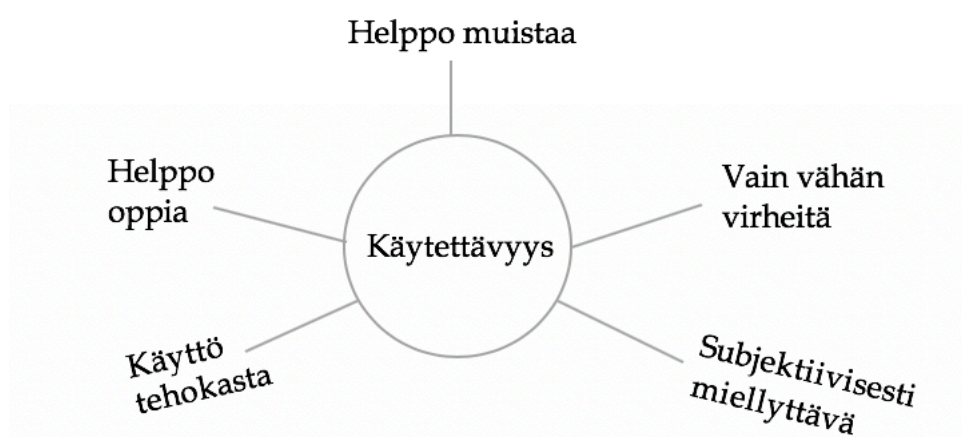 Helppo muistaa
Helppo
oppia
Vain vähän
virheitä
Käytettävyys
Käyttö
tehokasta
Subjektiivisesti
miellyttävä